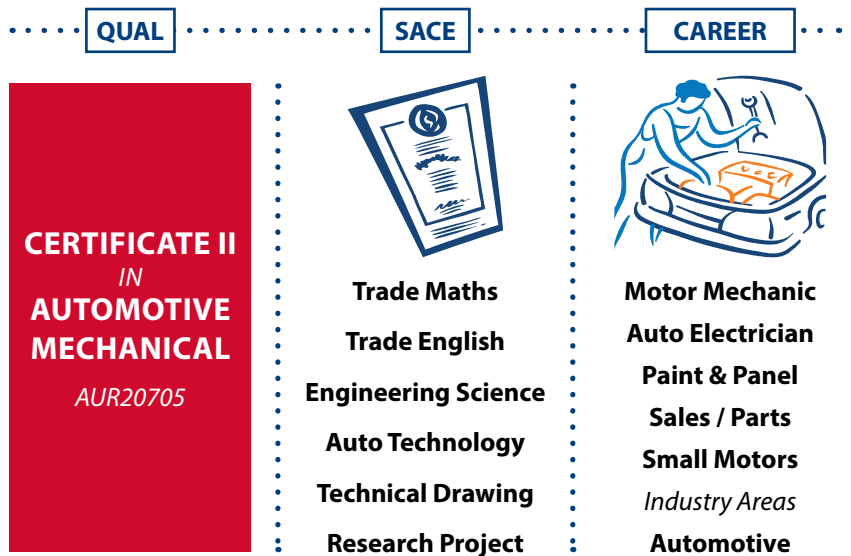 QUAL
SACE
CAREER
CERTIFICATE II
IN
AUTOMOTIVE
MECHANICAL
AUR20705
Trade Maths
Trade English
Engineering Science
Auto Technology
Technical Drawing
Research Project
Motor Mechanic
Auto Electrician
Paint & Panel
Sales / Parts
Small Motors
Industry Areas
Automotive